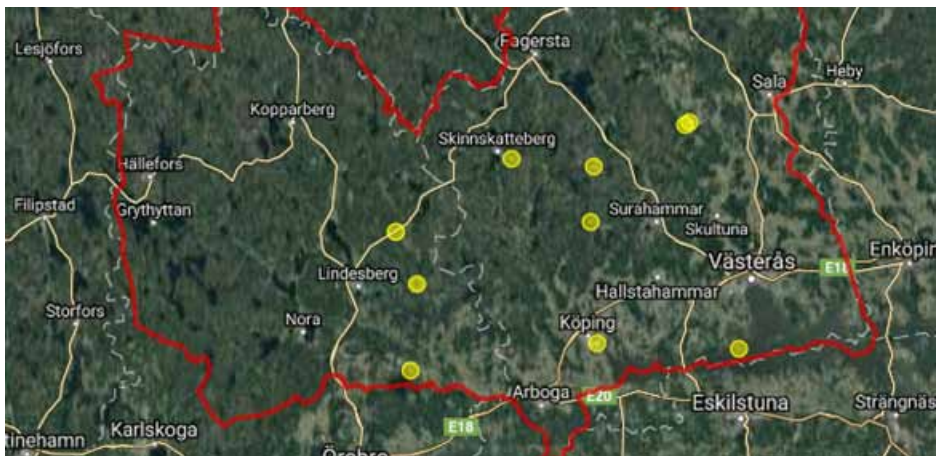 Lesjöfors
Fagersta
Heby
Sala
Kopparberg
Skinnskatteberg
Hällefors
Filipstad
Grythyttan
Surahammar
Skultuna
Enköpin
Västerås
E18
Lindesberg
Hallstahammar
Storfors
Nora
Köping
Arboga
E20
Eskilstuna
Strängnäs
tinehamn
Karlskoga
E18
Örebro